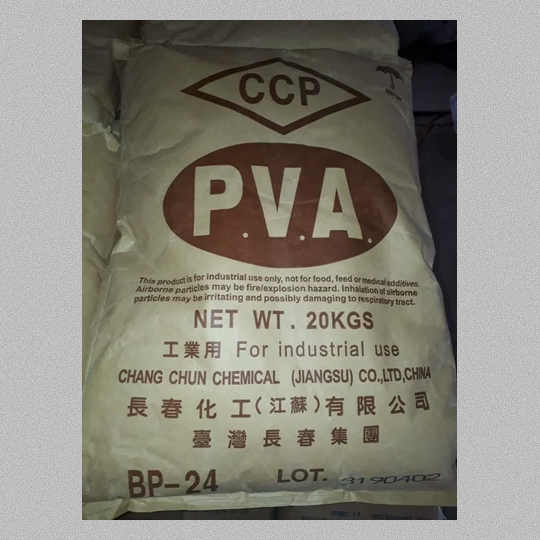 CCP
P.V.A.
This product is for industrial use only, not for food, feed or medical additives.
Airborne particles may be fire/explosion hazard. Inhalation of airborne
particles may be irritating and possibly damaging to respiratory tract.
NET WT. 20KGS
工業用 For industrial use
CHANG CHUN CHEMICAL (JIANGSU) CO.,LTD,CHINA
長春化工(江蘇)有限公司
臺灣長春集團
BP-24 LOT. 3190402